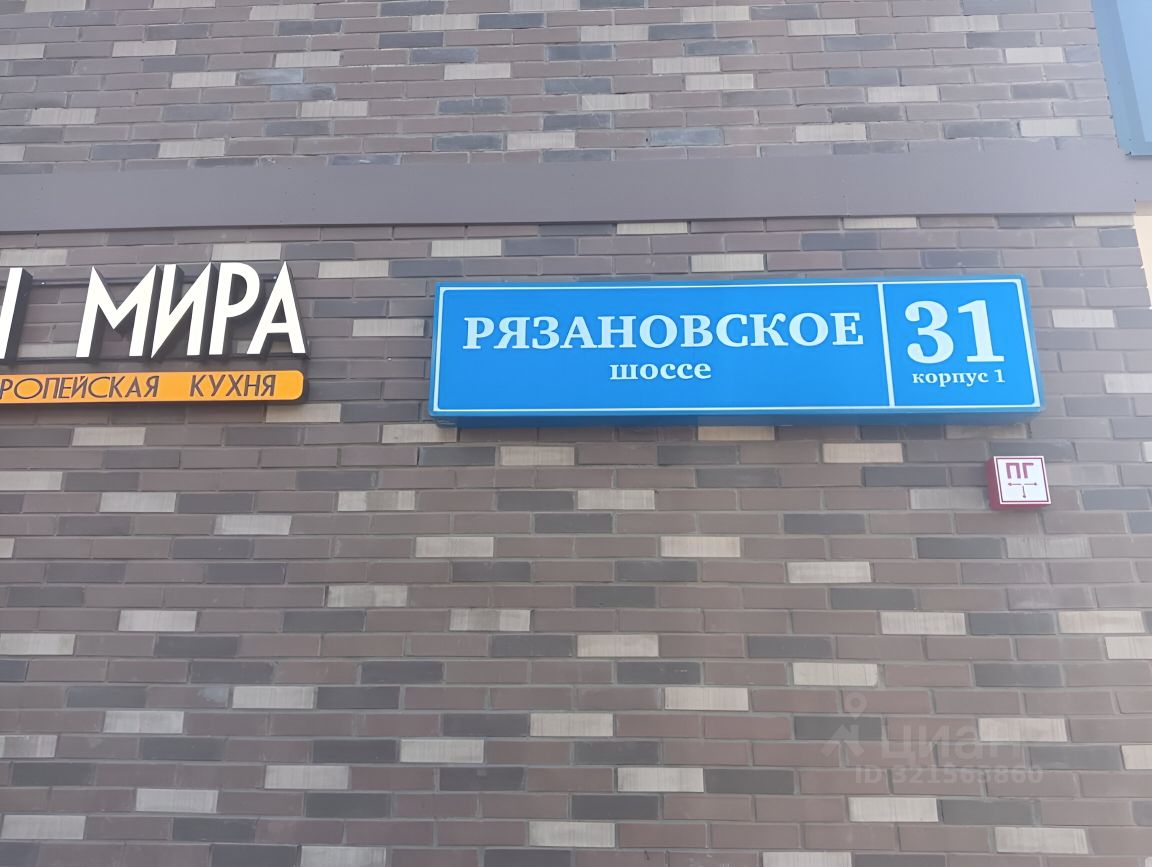 МИРА
РОПЕЙСКАЯ КУХНЯ
РЯЗАНОВСКОЕ
шоссе
31
корпус 1
ПГ
циан